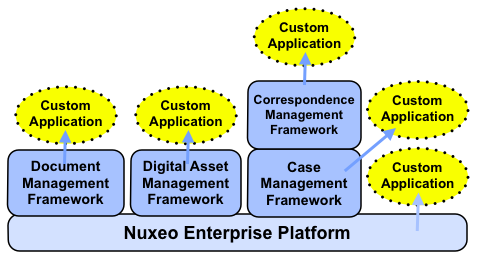 Custom
Application
Correspondence
Management
Framework
Custom
Application
Custom
Application
Custom
Application
Document
Management
Framework
Digital Asset
Management
Framework
Case
Management
Framework
Custom
Application
Nuxeo Enterprise Platform